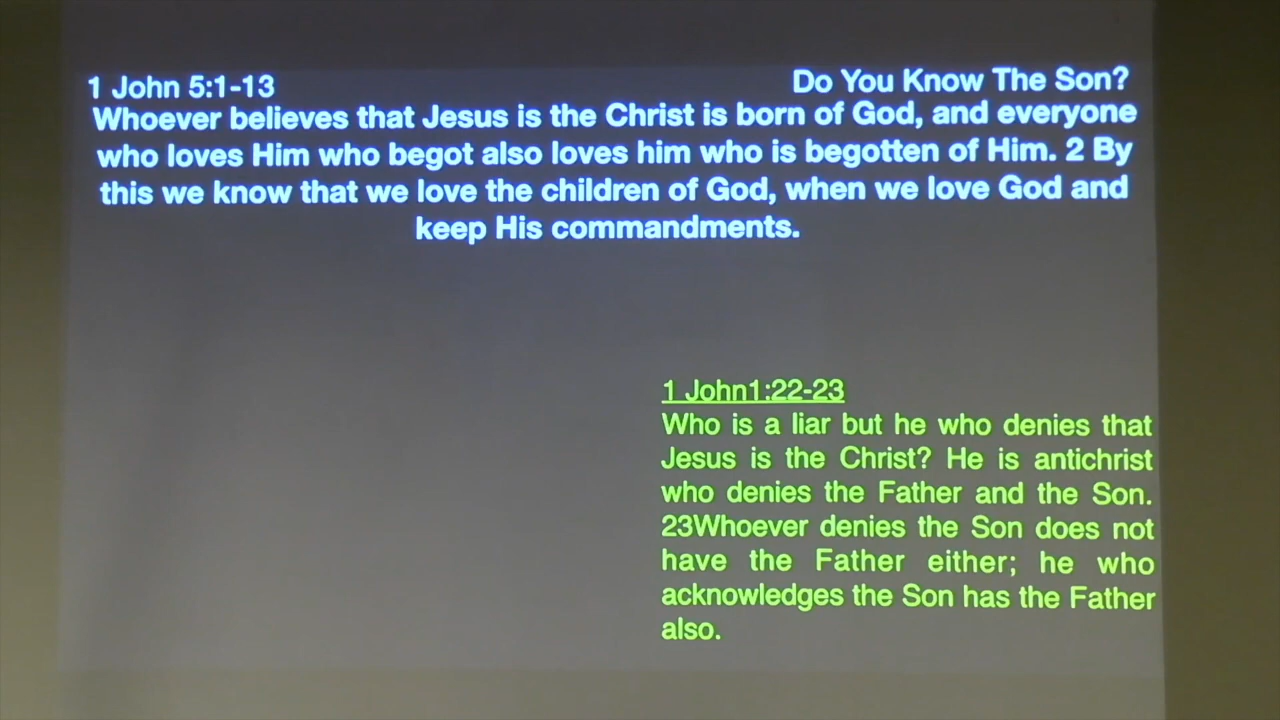 1 John 5:1-13 Do You Know The Son?
Whoever believes that Jesus is the Christ is born of God, and everyone
who loves Him who begot also loves him who is begotten of Him. 2 By
this we know that we love the children of God, when we love God and
keep His commandments.
1 John1:22-23
Who is a liar but he who denies that
Jesus is the Christ? He is antichrist
who denies the Father and the Son.
23Whoever denies the Son does not
have the Father either; he who
acknowledges the Son has the Father
also.